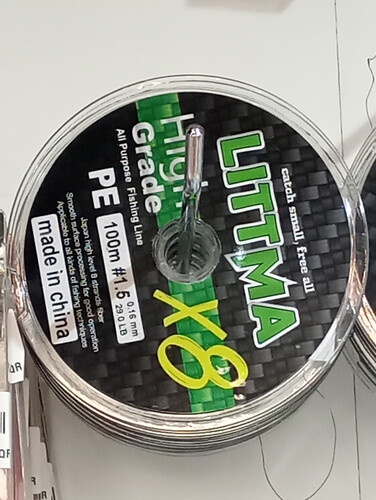 catch small, free all
LITTMA
X8
High
Grade
All Purpose Fishing Line
PE
100m #1.5
0.16 mm
29.0 LB
Japan high level 8 strands fiber
Smooth surface processing for good operation
Applicable to all kinds of fishing techniques
made in china